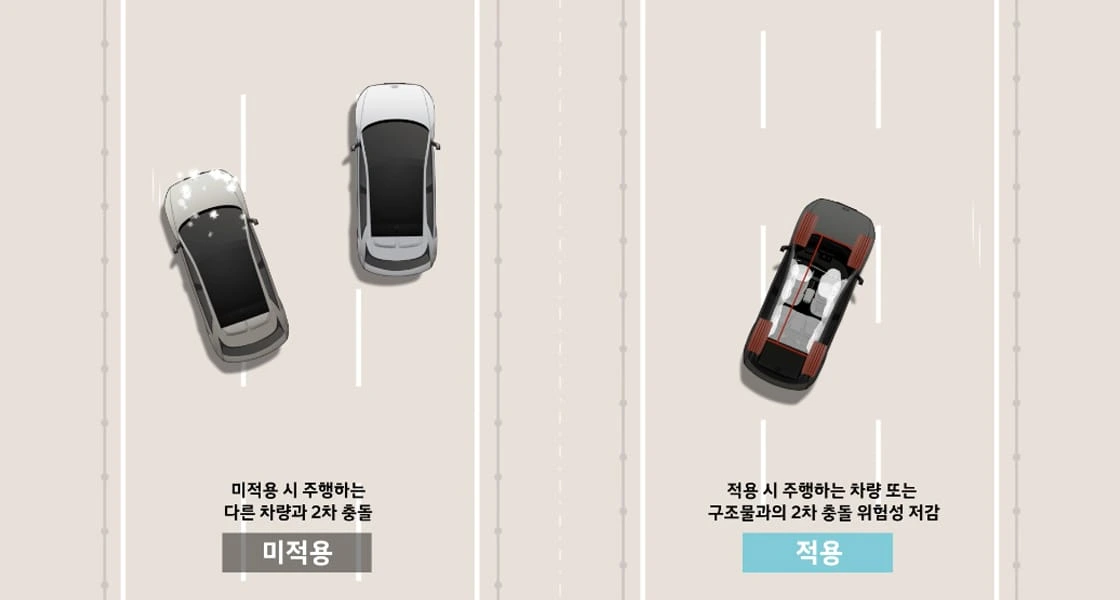 미적용 시 주행하는
다른 차량과 2차 충돌
미적용
적용 시 주행하는 차량 또는
구조물과의 2차 충돌 위험성 저감
적용